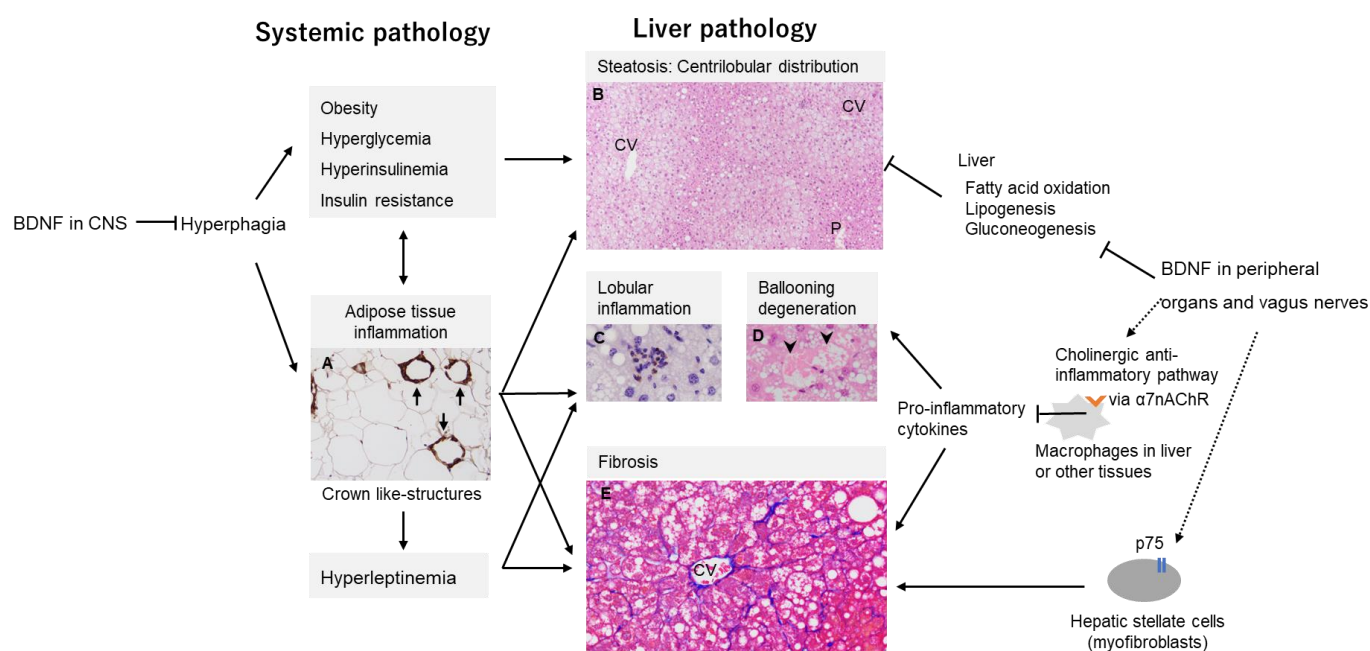 Systemic pathology
Liver pathology
Steatosis: Centrilobular distribution
B
CV
CV
P
Obesity
Hyperglycemia
Hyperinsulinemia
Insulin resistance
BDNF in CNS
Hyperphagia
Adipose tissue
inflammation
A
Crown like-structures
Hyperleptinemia
Lobular
inflammation
C
Ballooning
degeneration
D
Fibrosis
E
CV
Liver
Fatty acid oxidation
Lipogenesis
Gluconeogenesis
BDNF in peripheral
organs and vagus nerves
Cholinergic anti-
inflammatory pathway
via α7nAChR
Pro-inflammatory
cytokines
Macrophages in liver
or other tissues
p75
Hepatic stellate cells
(myofibroblasts)